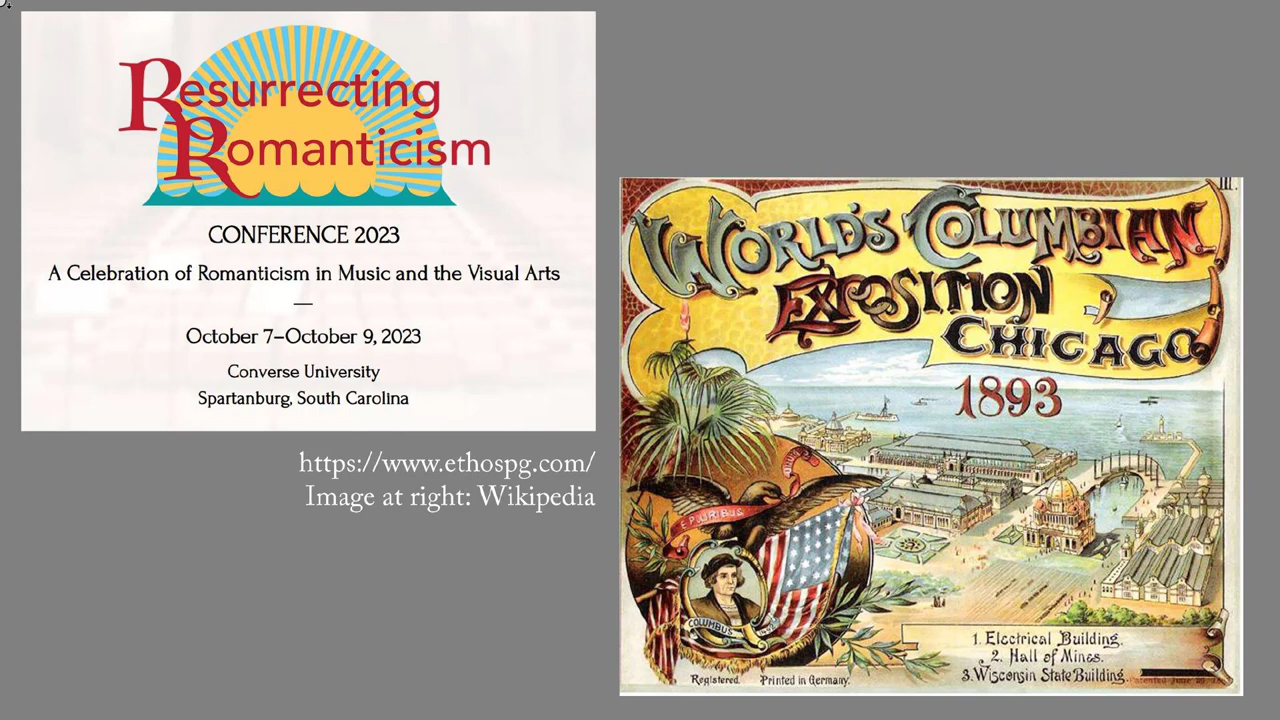 Resurrecting
Romanticism
CONFERENCE 2023
A Celebration of Romanticism in Music and the Visual Arts
—
October 7–October 9, 2023
Converse University
Spartanburg, South Carolina
https://www.ethospg.com/
Image at right: Wikipedia
III.
WORLD'S COLUMBIAN
EXPOSITION
CHICAGO
1893
E PLURIBUS
COLUMBUS
1. Electrical Building.
2. Hall of Mines.
3. Wisconsin State Building.
Registered. Printed in Germany.